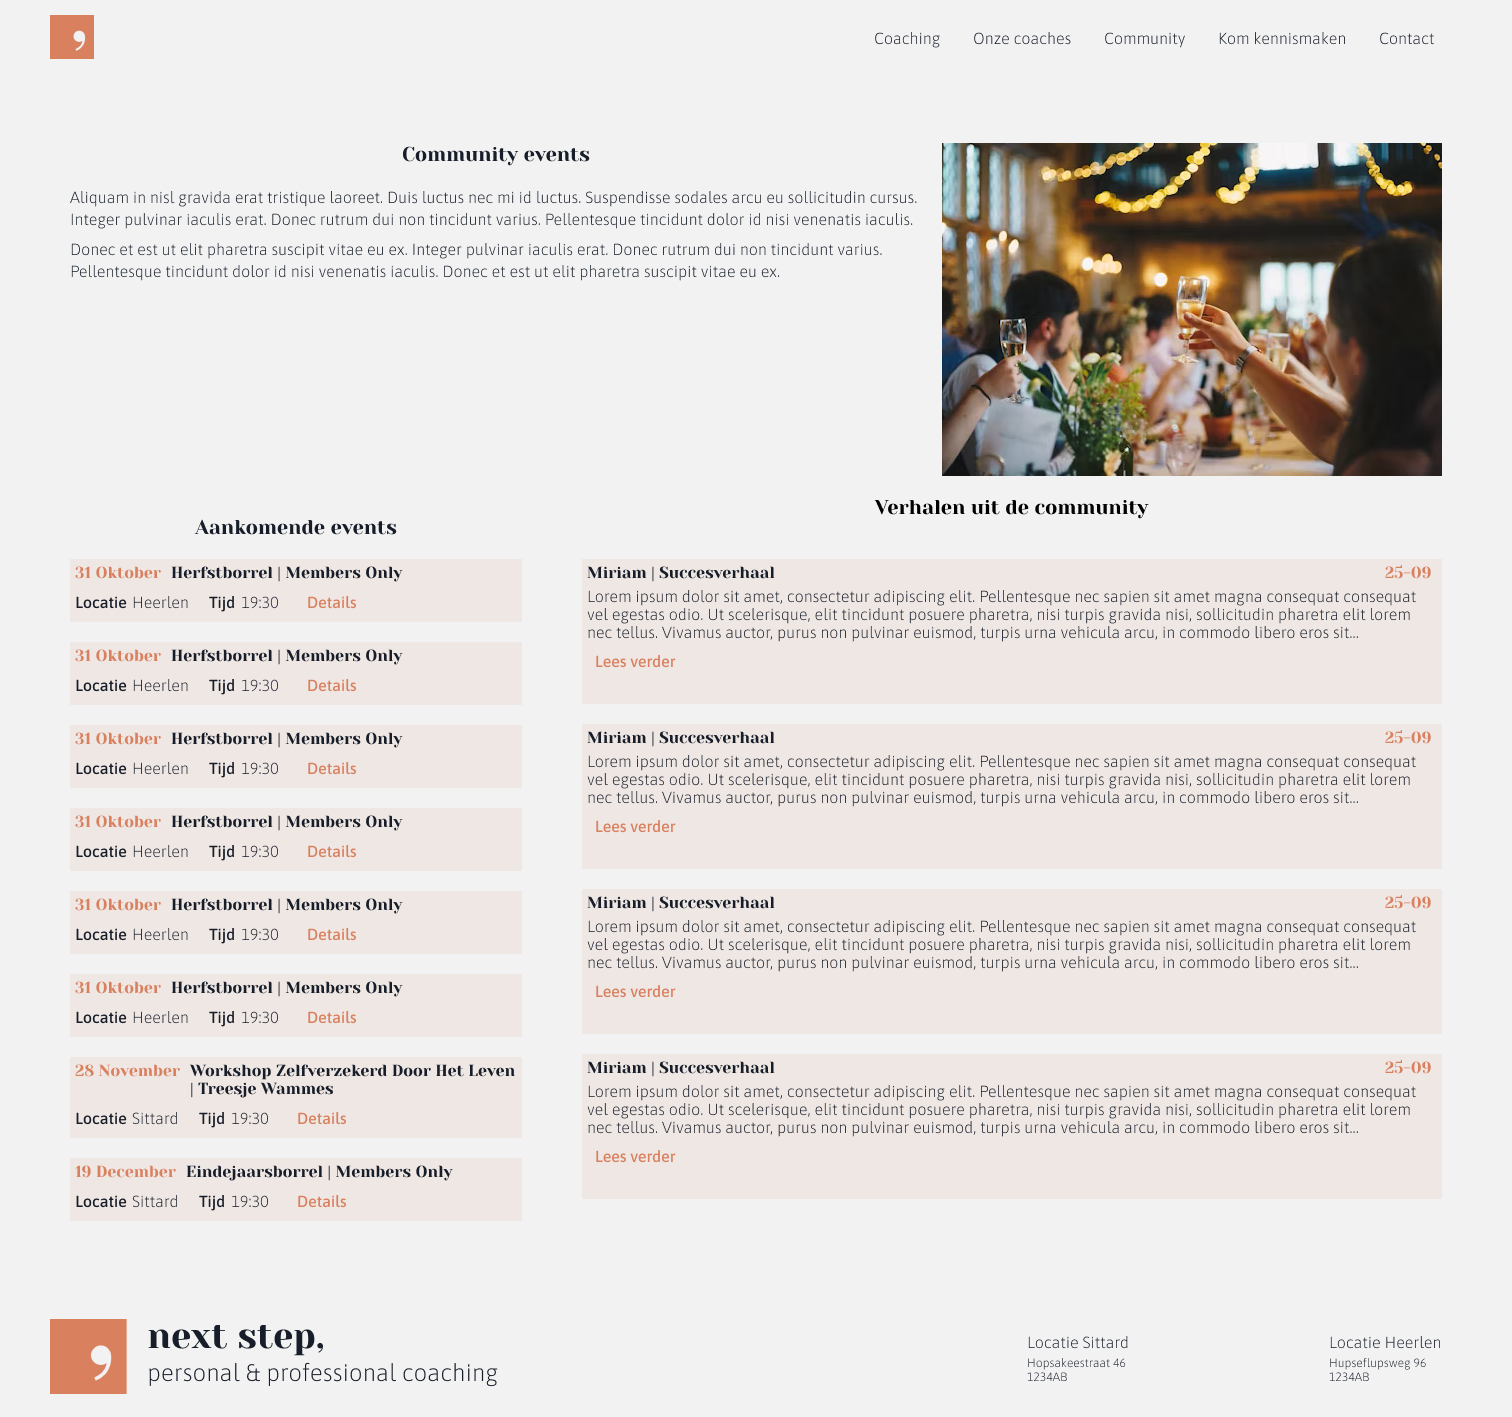 ,
Coaching Onze coaches Community Kom kennismaken Contact
Community events
Aliquam in nisl gravida erat tristique laoreet. Duis luctus nec mi id luctus. Suspendisse sodales arcu eu sollicitudin cursus.
Integer pulvinar iaculis erat. Donec rutrum dui non tincidunt varius. Pellentesque tincidunt dolor id nisi venenatis iaculis.
Donec et est ut elit pharetra suscipit vitae eu ex. Integer pulvinar iaculis erat. Donec rutrum dui non tincidunt varius.
Pellentesque tincidunt dolor id nisi venenatis iaculis. Donec et est ut elit pharetra suscipit vitae eu ex.
Aankomende events
31 Oktober Herfstborrel | Members Only
Locatie Heerlen Tijd 19:30 Details
31 Oktober Herfstborrel | Members Only
Locatie Heerlen Tijd 19:30 Details
31 Oktober Herfstborrel | Members Only
Locatie Heerlen Tijd 19:30 Details
31 Oktober Herfstborrel | Members Only
Locatie Heerlen Tijd 19:30 Details
31 Oktober Herfstborrel | Members Only
Locatie Heerlen Tijd 19:30 Details
31 Oktober Herfstborrel | Members Only
Locatie Heerlen Tijd 19:30 Details
28 November Workshop Zelfverzekerd Door Het Leven
| Treesje Wammes
Locatie Sittard Tijd 19:30 Details
19 December Eindejaarsborrel | Members Only
Locatie Sittard Tijd 19:30 Details
Verhalen uit de community
Miriam | Succesverhaal 25-09
Lorem ipsum dolor sit amet, consectetur adipiscing elit. Pellentesque nec sapien sit amet magna consequat consequat
vel egestas odio. Ut scelerisque, elit tincidunt posuere pharetra, nisi turpis gravida nisi, sollicitudin pharetra elit lorem
nec tellus. Vivamus auctor, purus non pulvinar euismod, turpis urna vehicula arcu, in commodo libero eros sit...
Lees verder
Miriam | Succesverhaal 25-09
Lorem ipsum dolor sit amet, consectetur adipiscing elit. Pellentesque nec sapien sit amet magna consequat consequat
vel egestas odio. Ut scelerisque, elit tincidunt posuere pharetra, nisi turpis gravida nisi, sollicitudin pharetra elit lorem
nec tellus. Vivamus auctor, purus non pulvinar euismod, turpis urna vehicula arcu, in commodo libero eros sit...
Lees verder
Miriam | Succesverhaal 25-09
Lorem ipsum dolor sit amet, consectetur adipiscing elit. Pellentesque nec sapien sit amet magna consequat consequat
vel egestas odio. Ut scelerisque, elit tincidunt posuere pharetra, nisi turpis gravida nisi, sollicitudin pharetra elit lorem
nec tellus. Vivamus auctor, purus non pulvinar euismod, turpis urna vehicula arcu, in commodo libero eros sit...
Lees verder
Miriam | Succesverhaal 25-09
Lorem ipsum dolor sit amet, consectetur adipiscing elit. Pellentesque nec sapien sit amet magna consequat consequat
vel egestas odio. Ut scelerisque, elit tincidunt posuere pharetra, nisi turpis gravida nisi, sollicitudin pharetra elit lorem
nec tellus. Vivamus auctor, purus non pulvinar euismod, turpis urna vehicula arcu, in commodo libero eros sit...
Lees verder
,
next step,
personal & professional coaching
Locatie Sittard
Hopsakeestraat 46
1234AB
Locatie Heerlen
Hupseflupsweg 96
1234AB